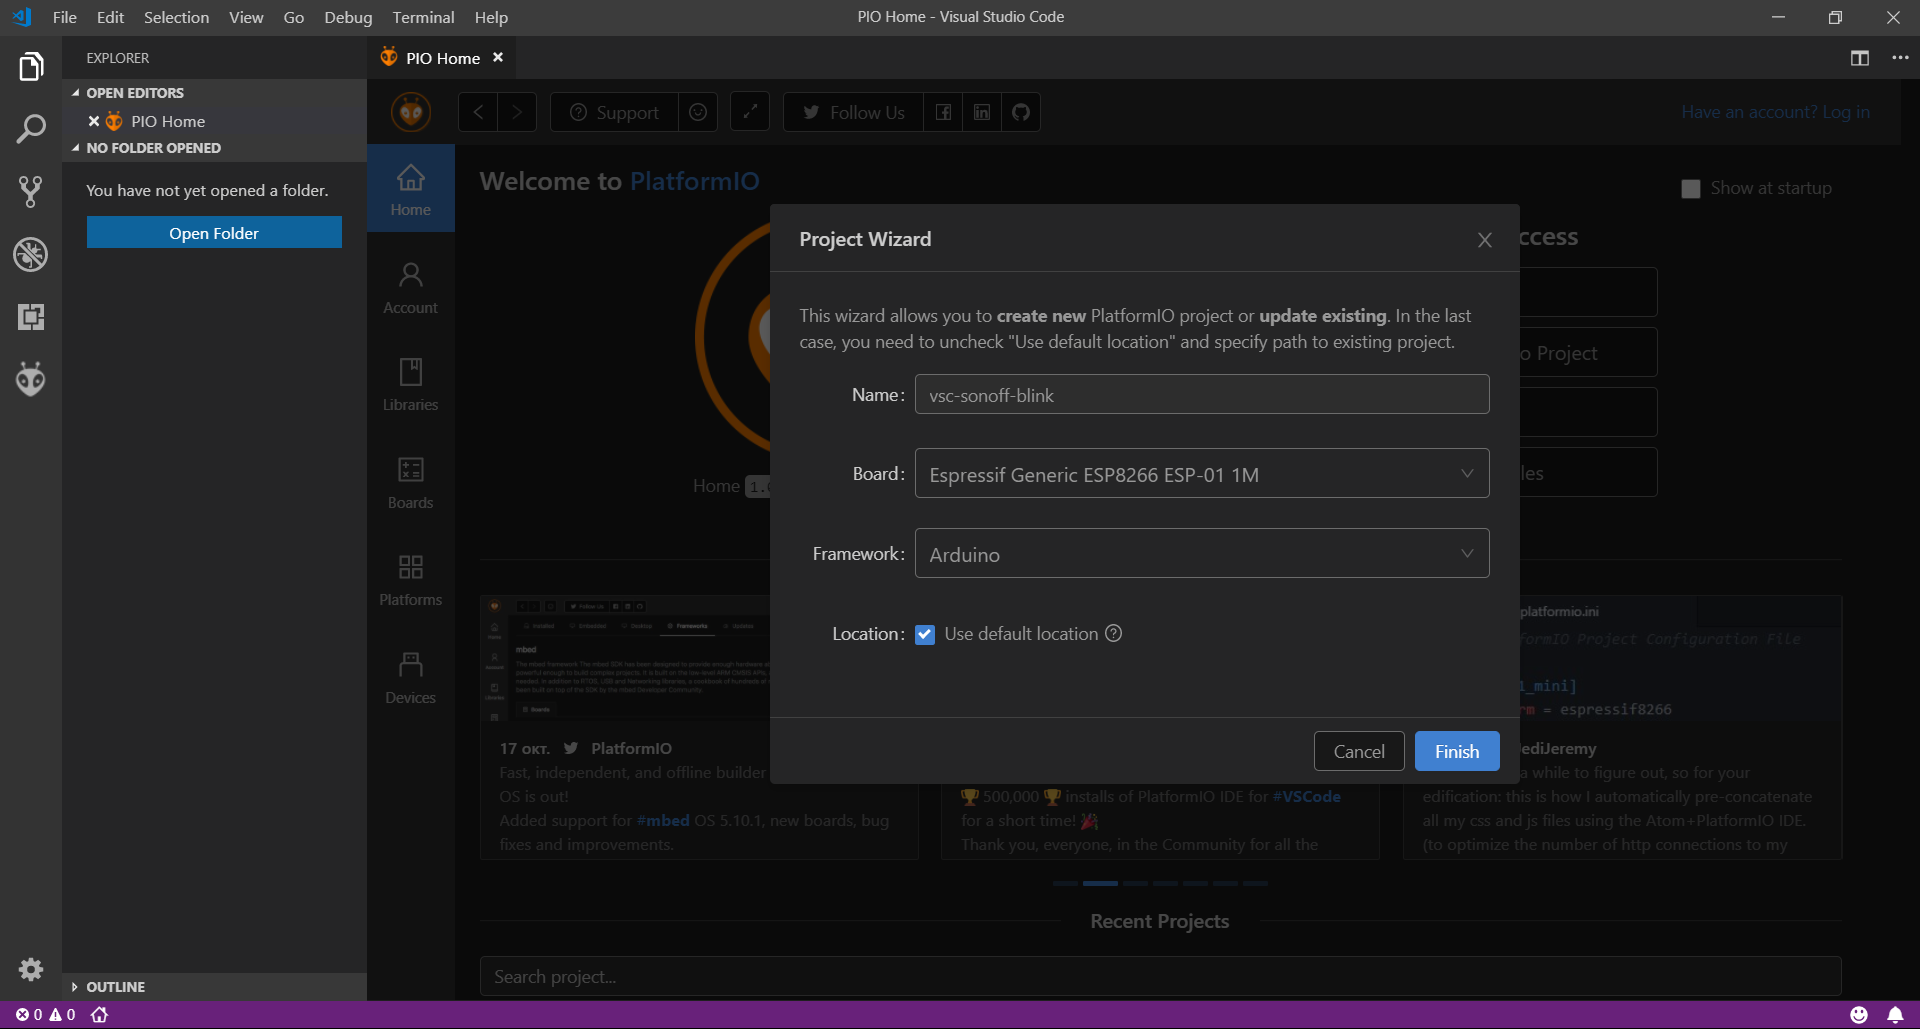 File Edit Selection View Go Debug Terminal Help
PIO Home - Visual Studio Code
EXPLORER
OPEN EDITORS
PIO Home
NO FOLDER OPENED
You have not yet opened a folder.
Open Folder
OUTLINE
PIO Home
Support
Follow Us
Have an account? Log in
Home
Account
Libraries
Boards
Platforms
Devices
Welcome to PlatformIO
Show at startup
ccess
o Project
les
Home 1.
Project Wizard
This wizard allows you to create new PlatformIO project or update existing. In the last
case, you need to uncheck "Use default location" and specify path to existing project.
Name: vsc-sonoff-blink
Board: Espressif Generic ESP8266 ESP-01 1M
Framework: Arduino
Location: Use default location
Cancel Finish
Follow Us
Installed Embedded Desktop Frameworks Updates
mbed
Boards
17 окт. PlatformIO
Fast, independent, and offline builder
OS is out!
Added support for #mbed OS 5.10.1, new boards, bug
fixes and improvements.
🏆 500,000 🏆 installs of PlatformIO IDE for #VSCode
for a short time! 🎉
Thank you, everyone, in the Community for all the
platformio.ini
formIO Project Configuration File
1_mini]
rm = espressif8266
ediJeremy
a while to figure out, so for your
edification: this is how I automatically pre-concatenate
all my css and js files using the Atom+PlatformIO IDE.
(to optimize the number of http connections to my
Recent Projects
Search project...
0 0